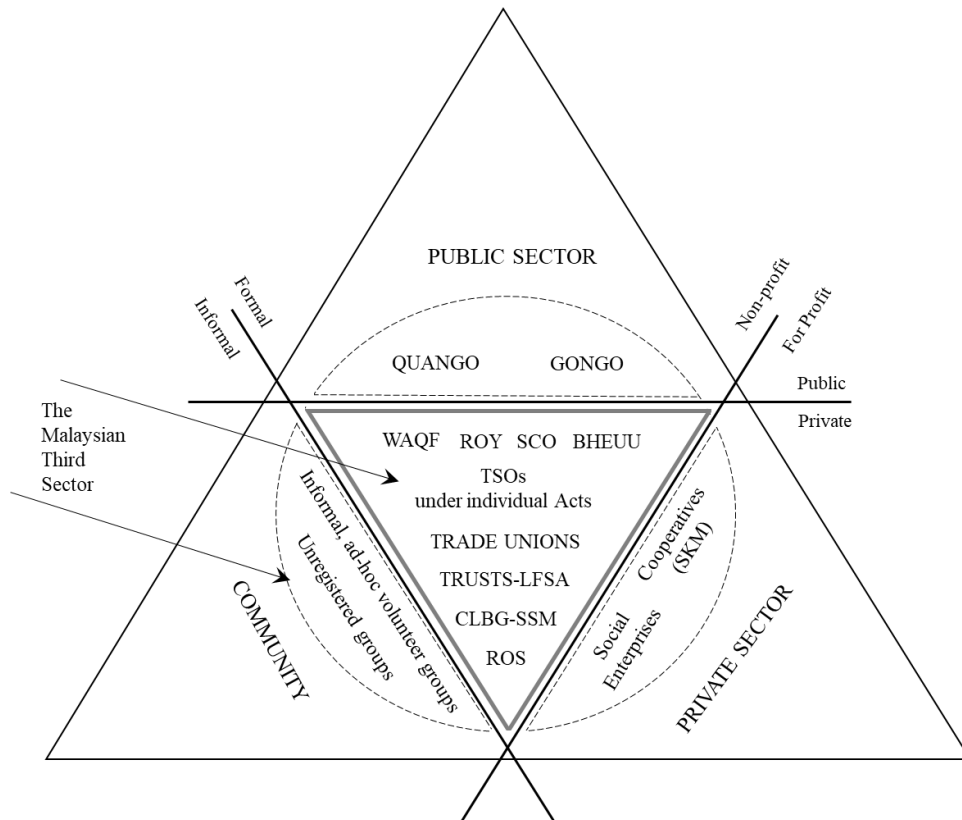 PUBLIC SECTOR
Formal
Informal
Non-profit
For Profit
QUANGO GONGO
Public
Private
The
Malaysian
Third
Sector
WAQF ROY SCO BHEUU
TSOs
under individual Acts
TRADE UNIONS
TRUSTS-LFSA
CLBG-SSM
ROS
Informal, ad-hoc volunteer groups
Unregistered groups
COMMUNITY
Cooperatives
(SKM)
Social
Enterprises
PRIVATE SECTOR